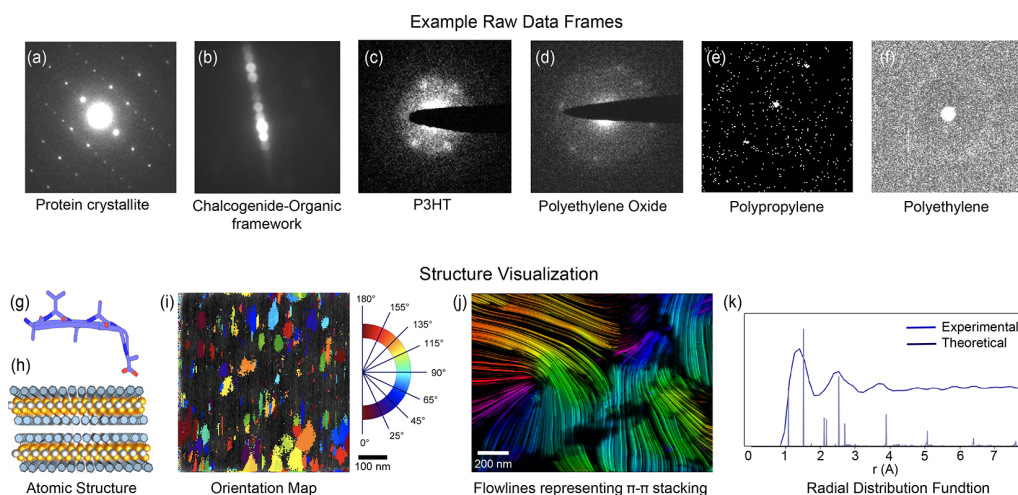 Example Raw Data Frames
(a)
(b)
(c)
(d)
(e)
(f)
Protein crystallite
Chalcogenide-Organic
framework
P3HT
Polyethylene Oxide
Polypropylene
Polyethylene
Structure Visualization
(g)
(h)
Atomic Structure
(i)
180°
155°
135°
115°
90°
65°
45°
25°
0°
100 nm
Orientation Map
(j)
200 nm
Flowlines representing π-π stacking
(k)
Experimental
Theoretical
0 1 2 3 4 5 6 7
r (A)
Radial Distribution Fundtion